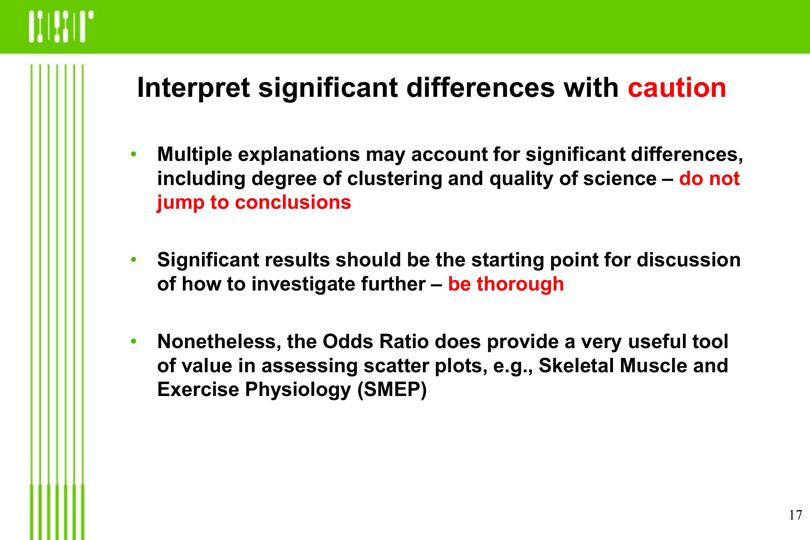 Interpret significant differences with caution
• Multiple explanations may account for significant differences,
including degree of clustering and quality of science – do not
jump to conclusions
• Significant results should be the starting point for discussion
of how to investigate further – be thorough
• Nonetheless, the Odds Ratio does provide a very useful tool
of value in assessing scatter plots, e.g., Skeletal Muscle and
Exercise Physiology (SMEP)
17